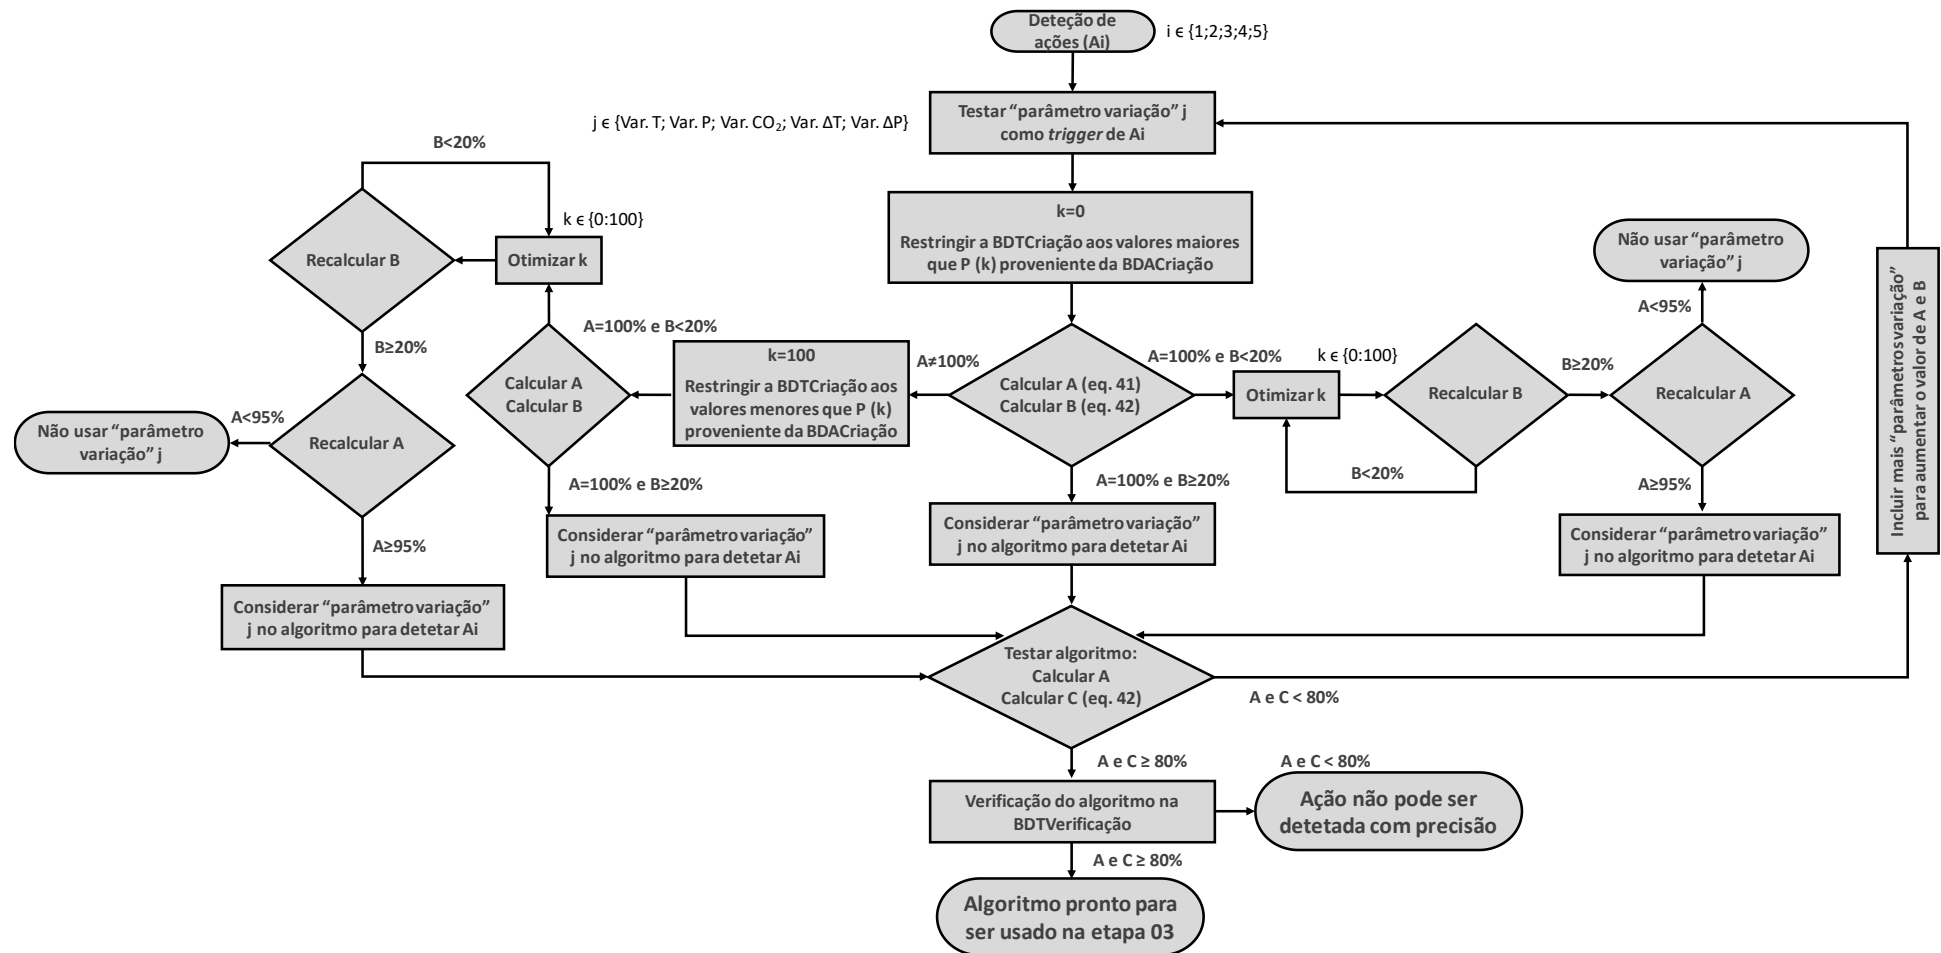 Deteção de
ações (Ai)
i ϵ {1;2;3;4;5}
Testar “parâmetro variação” j
como trigger de Ai
j ϵ {Var. T; Var. P; Var. CO₂; Var. ΔT; Var. ΔP}
k=0
Restringir a BDTCriação aos valores maiores
que P (k) proveniente da BDACriação
B<20%
k ϵ {0:100}
Recalcular B
Otimizar k
B≥20%
A=100% e B<20%
Calcular A
Calcular B
k=100
Restringir a BDTCriação aos
valores menores que P (k)
proveniente da BDACriação
A≠100%
Calcular A (eq. 41)
Calcular B (eq. 42)
A=100% e B<20%
k ϵ {0:100}
Otimizar k
Recalcular B
B≥20%
B<20%
Recalcular A
A<95%
Não usar “parâmetro
variação” j
Incluir mais “parâmetros variação”
para aumentar o valor de A e B
A<95%
Não usar “parâmetro
variação” j
Recalcular A
A=100% e B≥20%
A=100% e B≥20%
A≥95%
A≥95%
Considerar “parâmetro variação”
j no algoritmo para detetar Ai
Considerar “parâmetro variação”
j no algoritmo para detetar Ai
Considerar “parâmetro variação”
j no algoritmo para detetar Ai
Considerar “parâmetro variação”
j no algoritmo para detetar Ai
Testar algoritmo:
Calcular A
Calcular C (eq. 42)
A e C < 80%
A e C ≥ 80%
A e C < 80%
Verificação do algoritmo na
BDTVerificação
Ação não pode ser
detetada com precisão
A e C ≥ 80%
Algoritmo pronto para
ser usado na etapa 03